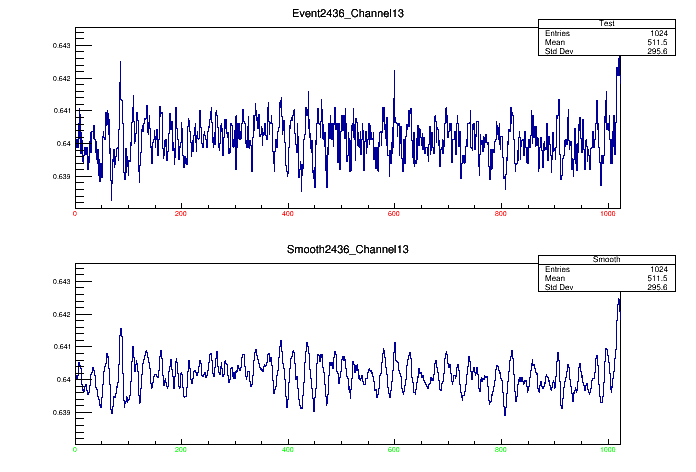 Event2436_Channel13
Test
Entries 1024
Mean 511.5
Std Dev 295.6
0.643
0.642
0.641
0.64
0.639
0 200 400 600 800 1000
Smooth2436_Channel13
Smooth
Entries 1024
Mean 511.5
Std Dev 295.6
0.643
0.642
0.641
0.64
0.639
0 200 400 600 800 1000